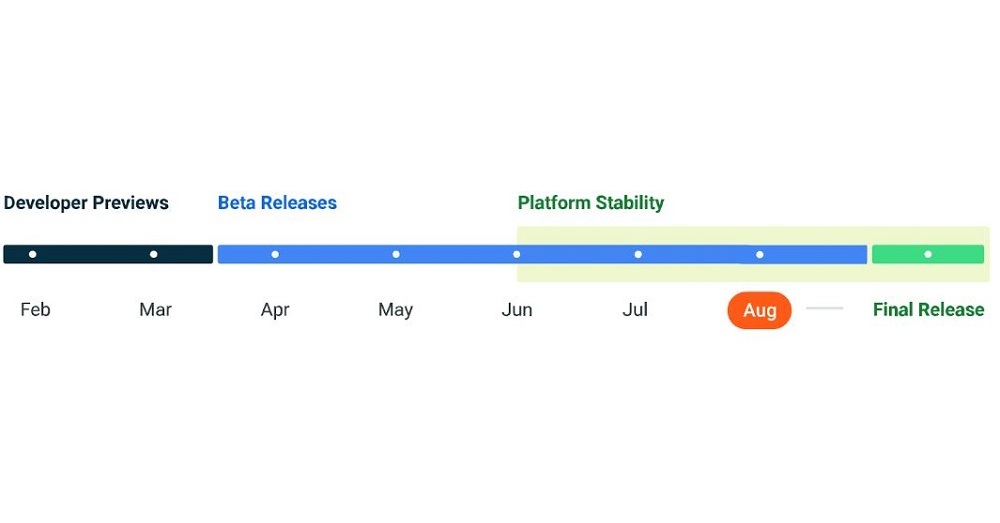 Developer Previews
Beta Releases
Platform Stability
Feb
Mar
Apr
May
Jun
Jul
Aug
Final Release